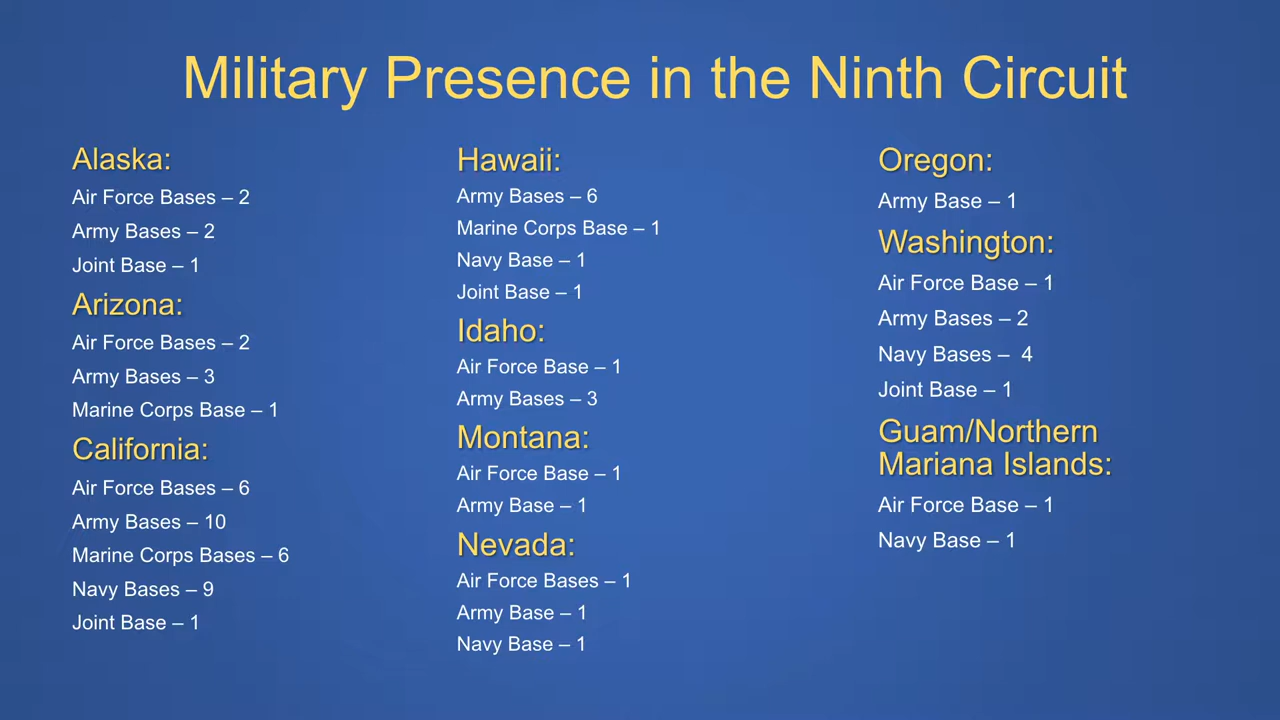 Military Presence in the Ninth Circuit
Alaska:
Air Force Bases – 2
Army Bases – 2
Joint Base – 1
Arizona:
Air Force Bases – 2
Army Bases – 3
Marine Corps Base – 1
California:
Air Force Bases – 6
Army Bases – 10
Marine Corps Bases – 6
Navy Bases – 9
Joint Base – 1
Hawaii:
Army Bases – 6
Marine Corps Base – 1
Navy Base – 1
Joint Base – 1
Idaho:
Air Force Base – 1
Army Bases – 3
Montana:
Air Force Base – 1
Army Base – 1
Nevada:
Air Force Bases – 1
Army Base – 1
Navy Base – 1
Oregon:
Army Base – 1
Washington:
Air Force Base – 1
Army Bases – 2
Navy Bases –  4
Joint Base – 1
Guam/Northern
Mariana Islands:
Air Force Base – 1
Navy Base – 1